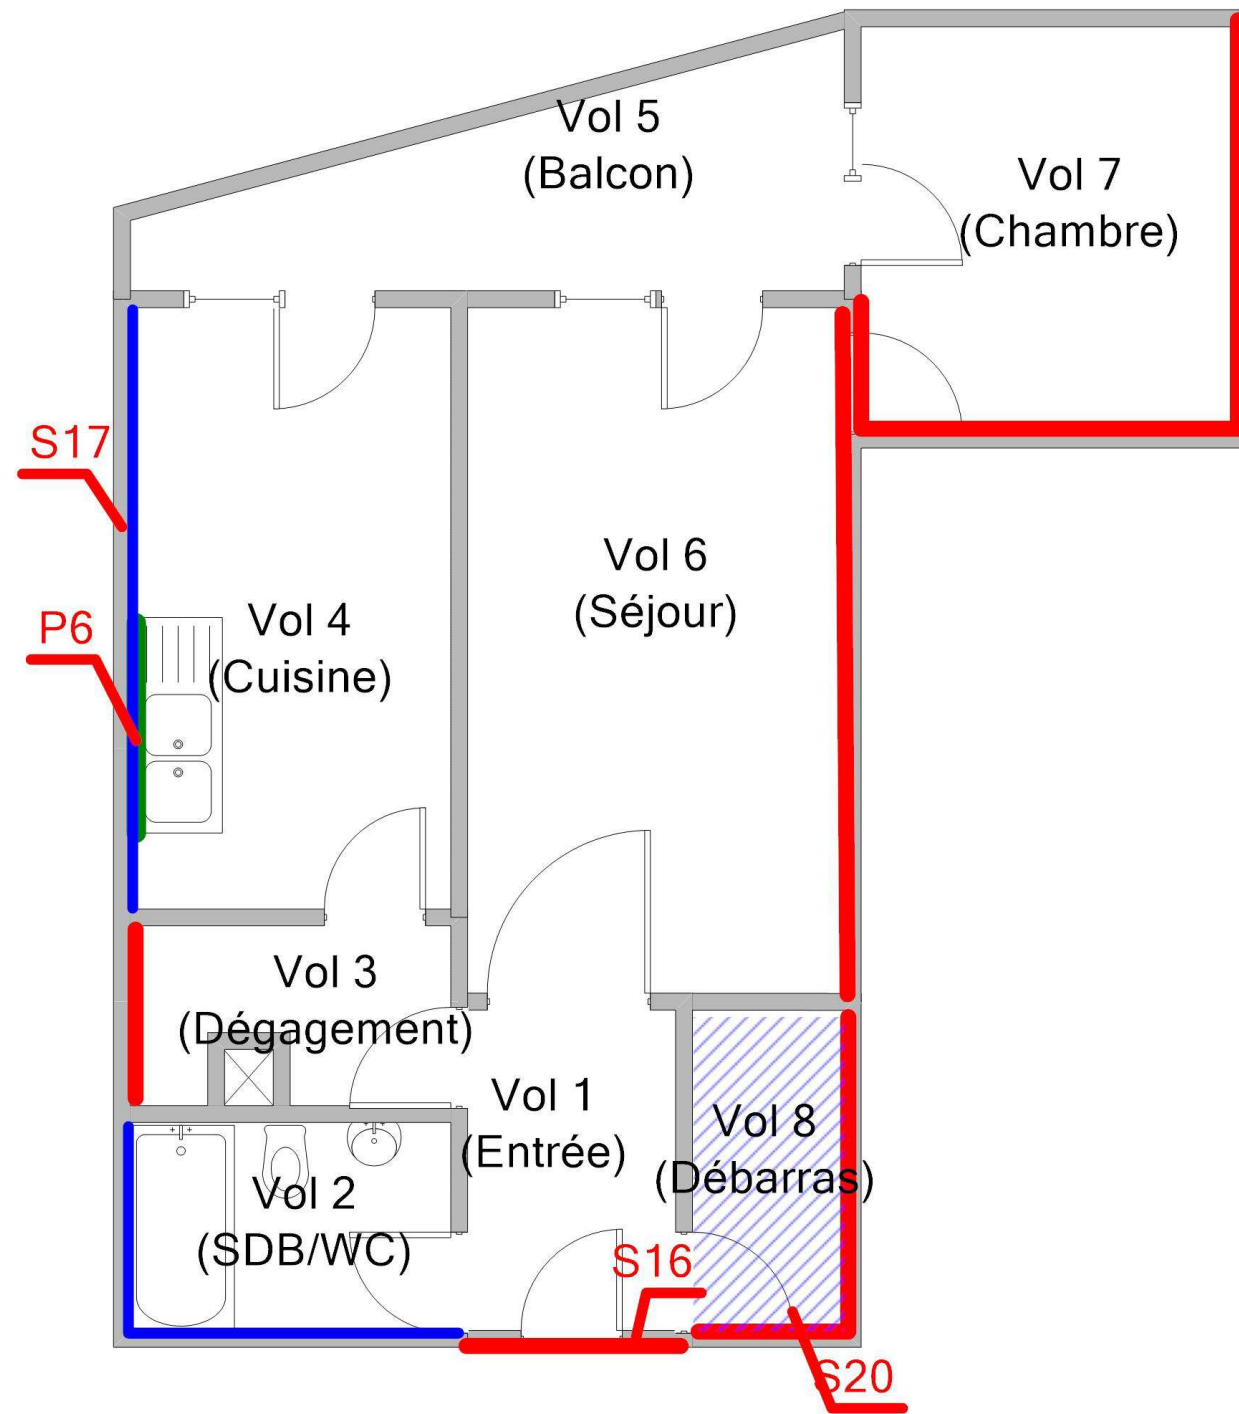 Vol 5
(Balcon)
Vol 7
(Chambre)
S17
Vol 6
(Séjour)
P6
Vol 4
(Cuisine)
Vol 3
(Dégagement)
Vol 1
(Entrée)
Vol 8
(Débarras)
Vol 2
(SDB/WC)
S16
S20